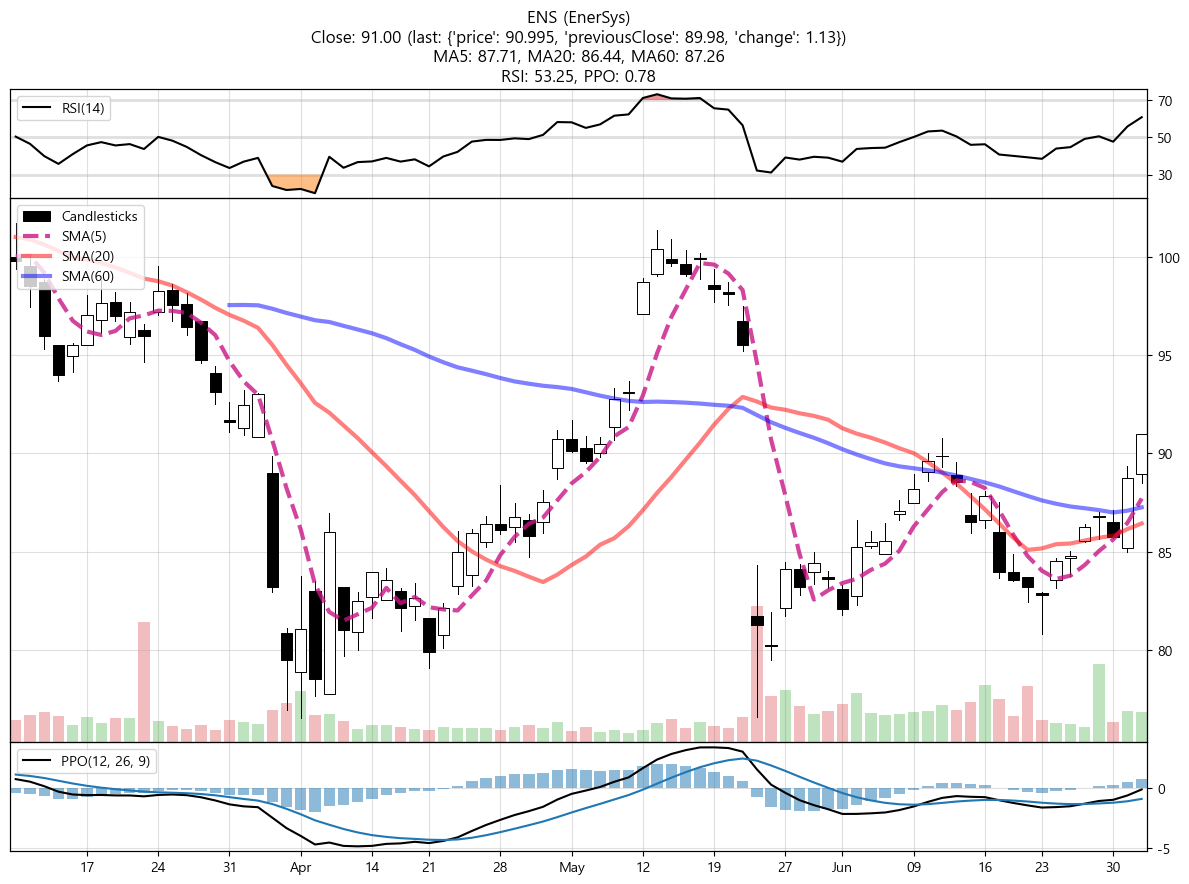 ENS (EnerSys)
Close: 91.00 (last: {'price': 90.995, 'previousClose': 89.98, 'change': 1.13})
MA5: 87.71, MA20: 86.44, MA60: 87.26
RSI: 53.25, PPO: 0.78
RSI(14)
70
50
30
Candlesticks
SMA(5)
SMA(20)
SMA(60)
100
95
90
85
80
PPO(12, 26, 9)
0
-5
17 24 31 Apr 14 21 28 May 12 19 27 Jun 09 16 23 30